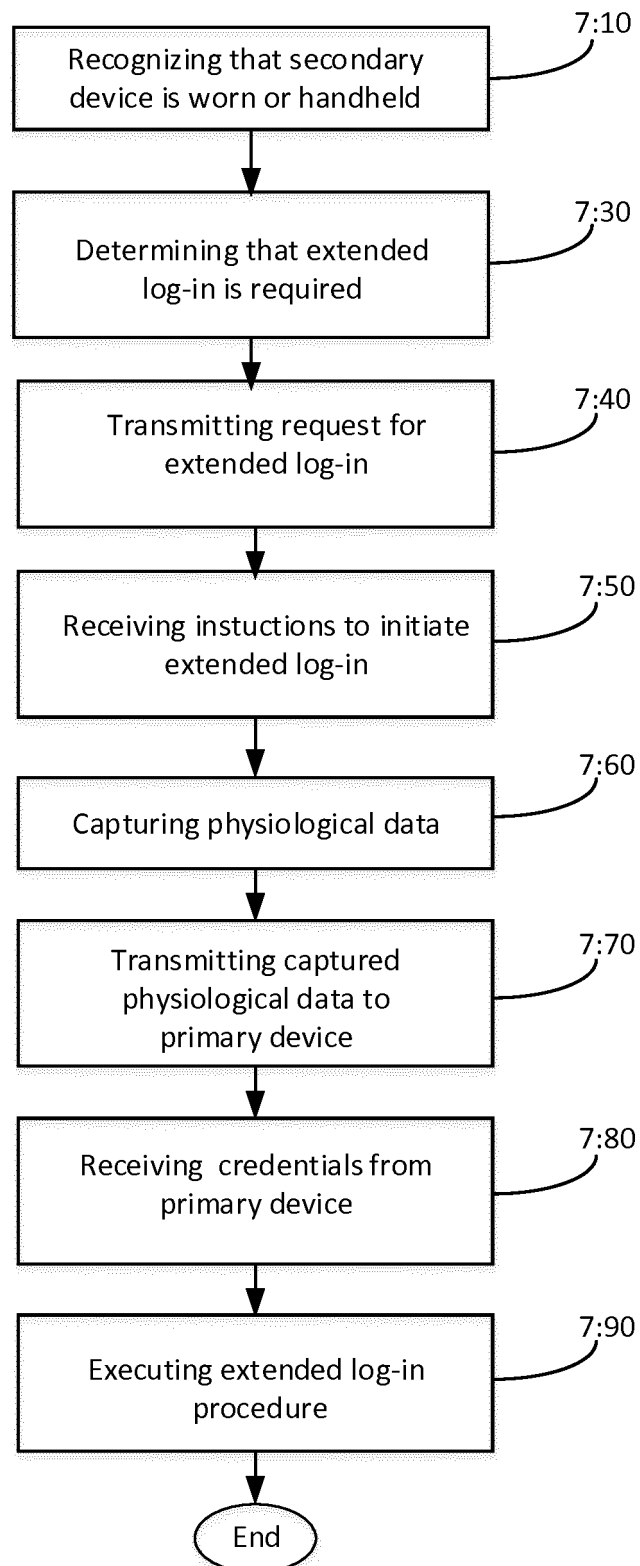 7:10
Recognizing that secondary
device is worn or handheld
7:30
Determining that extended
log-in is required
7:40
Transmitting request for
extended log-in
7:50
Receiving instuctions to initiate
extended log-in
7:60
Capturing physiological data
7:70
Transmitting captured
physiological data to
primary device
7:80
Receiving credentials from
primary device
7:90
Executing extended log-in
procedure
End